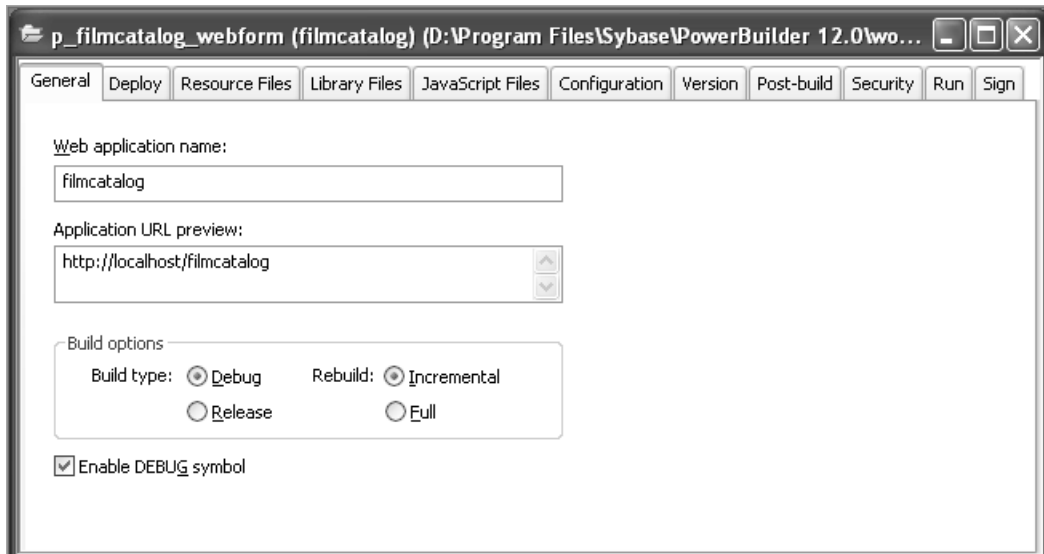 p_filmcatalog_webform (filmcatalog) (D:\Program Files\Sybase\PowerBuilder 12.0\wo...
General Deploy Resource Files Library Files JavaScript Files Configuration Version Post-build Security Run Sign
Web application name:
filmcatalog
Application URL preview:
http://localhost/filmcatalog
Build options
Build type: Debug Rebuild: Incremental
Release Full
Enable DEBUG symbol